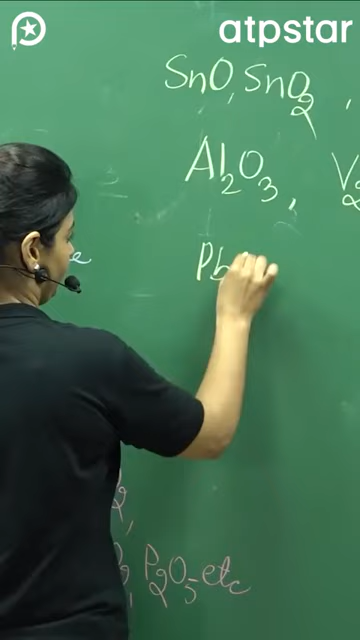 atpstar
SnO, SnO2,
Al2O3, V2
Pb
P2O5 etc